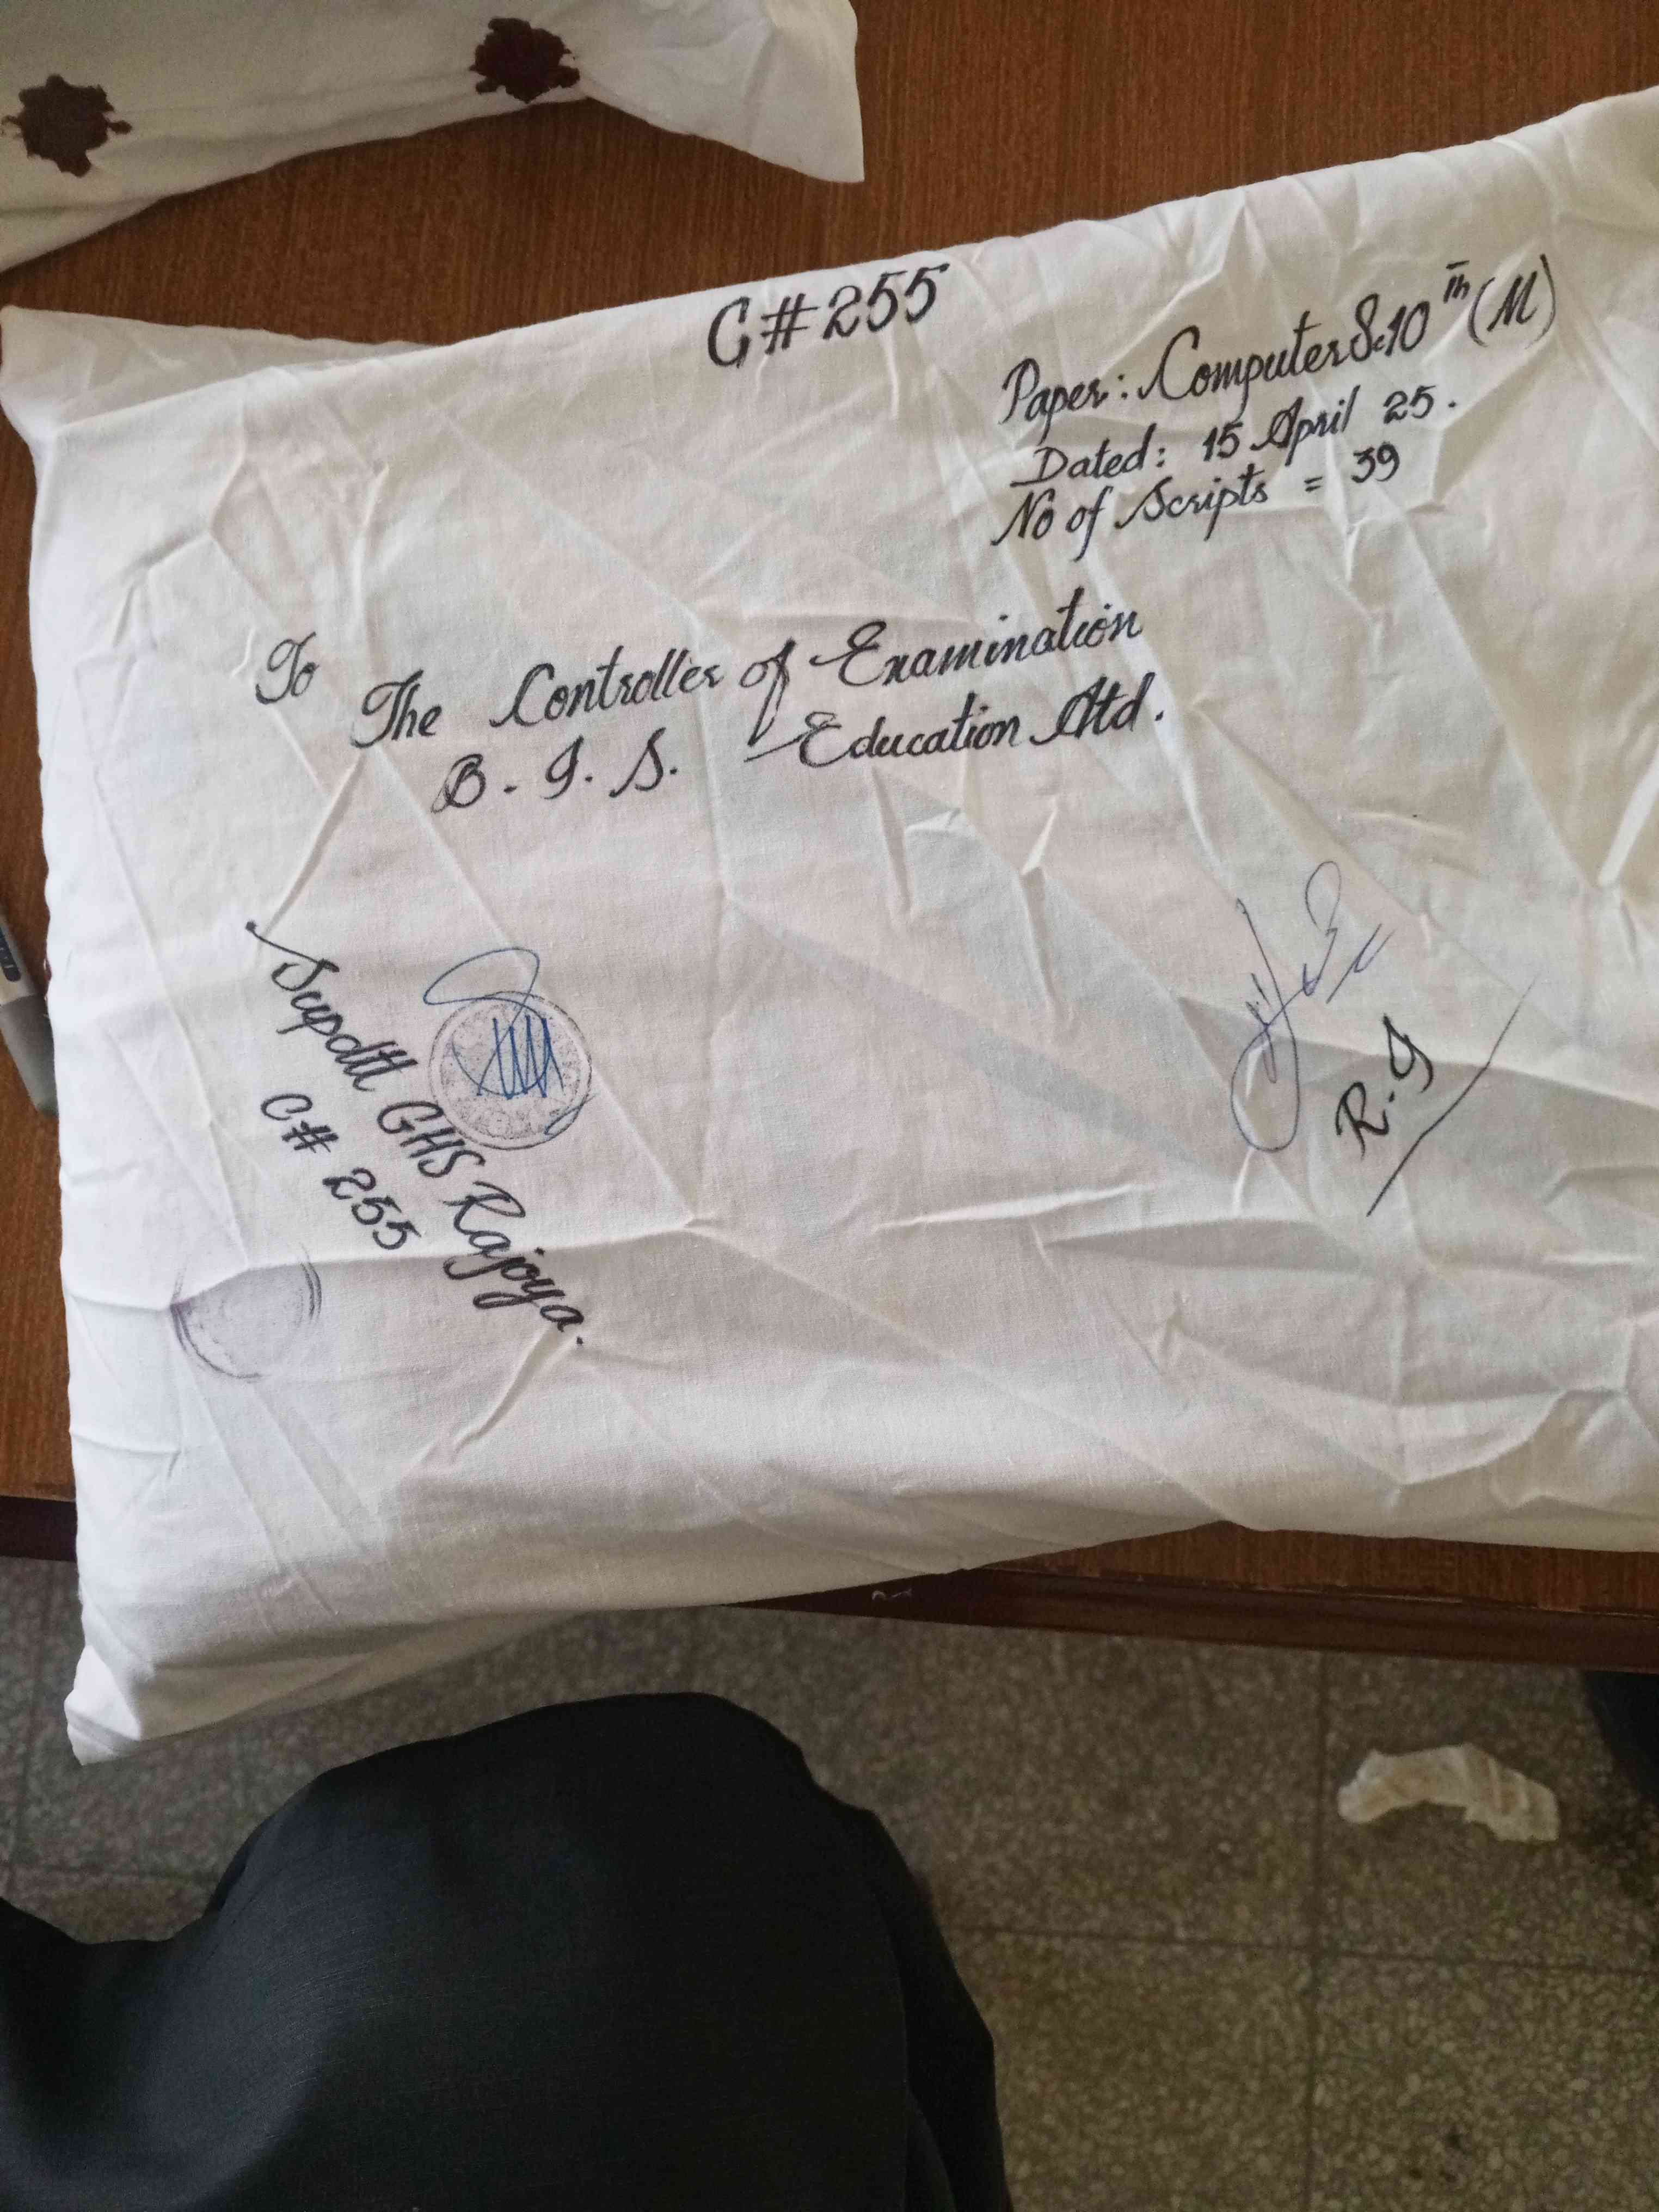 C#255
Paper: Computer Sc 10th (M)
Dated: 15 April 25.
No of Scripts = 39
To
The Controller of Examination
B. I. S. Education Atd.
Supdtt GHS Rajoya.
C# 255
R.I